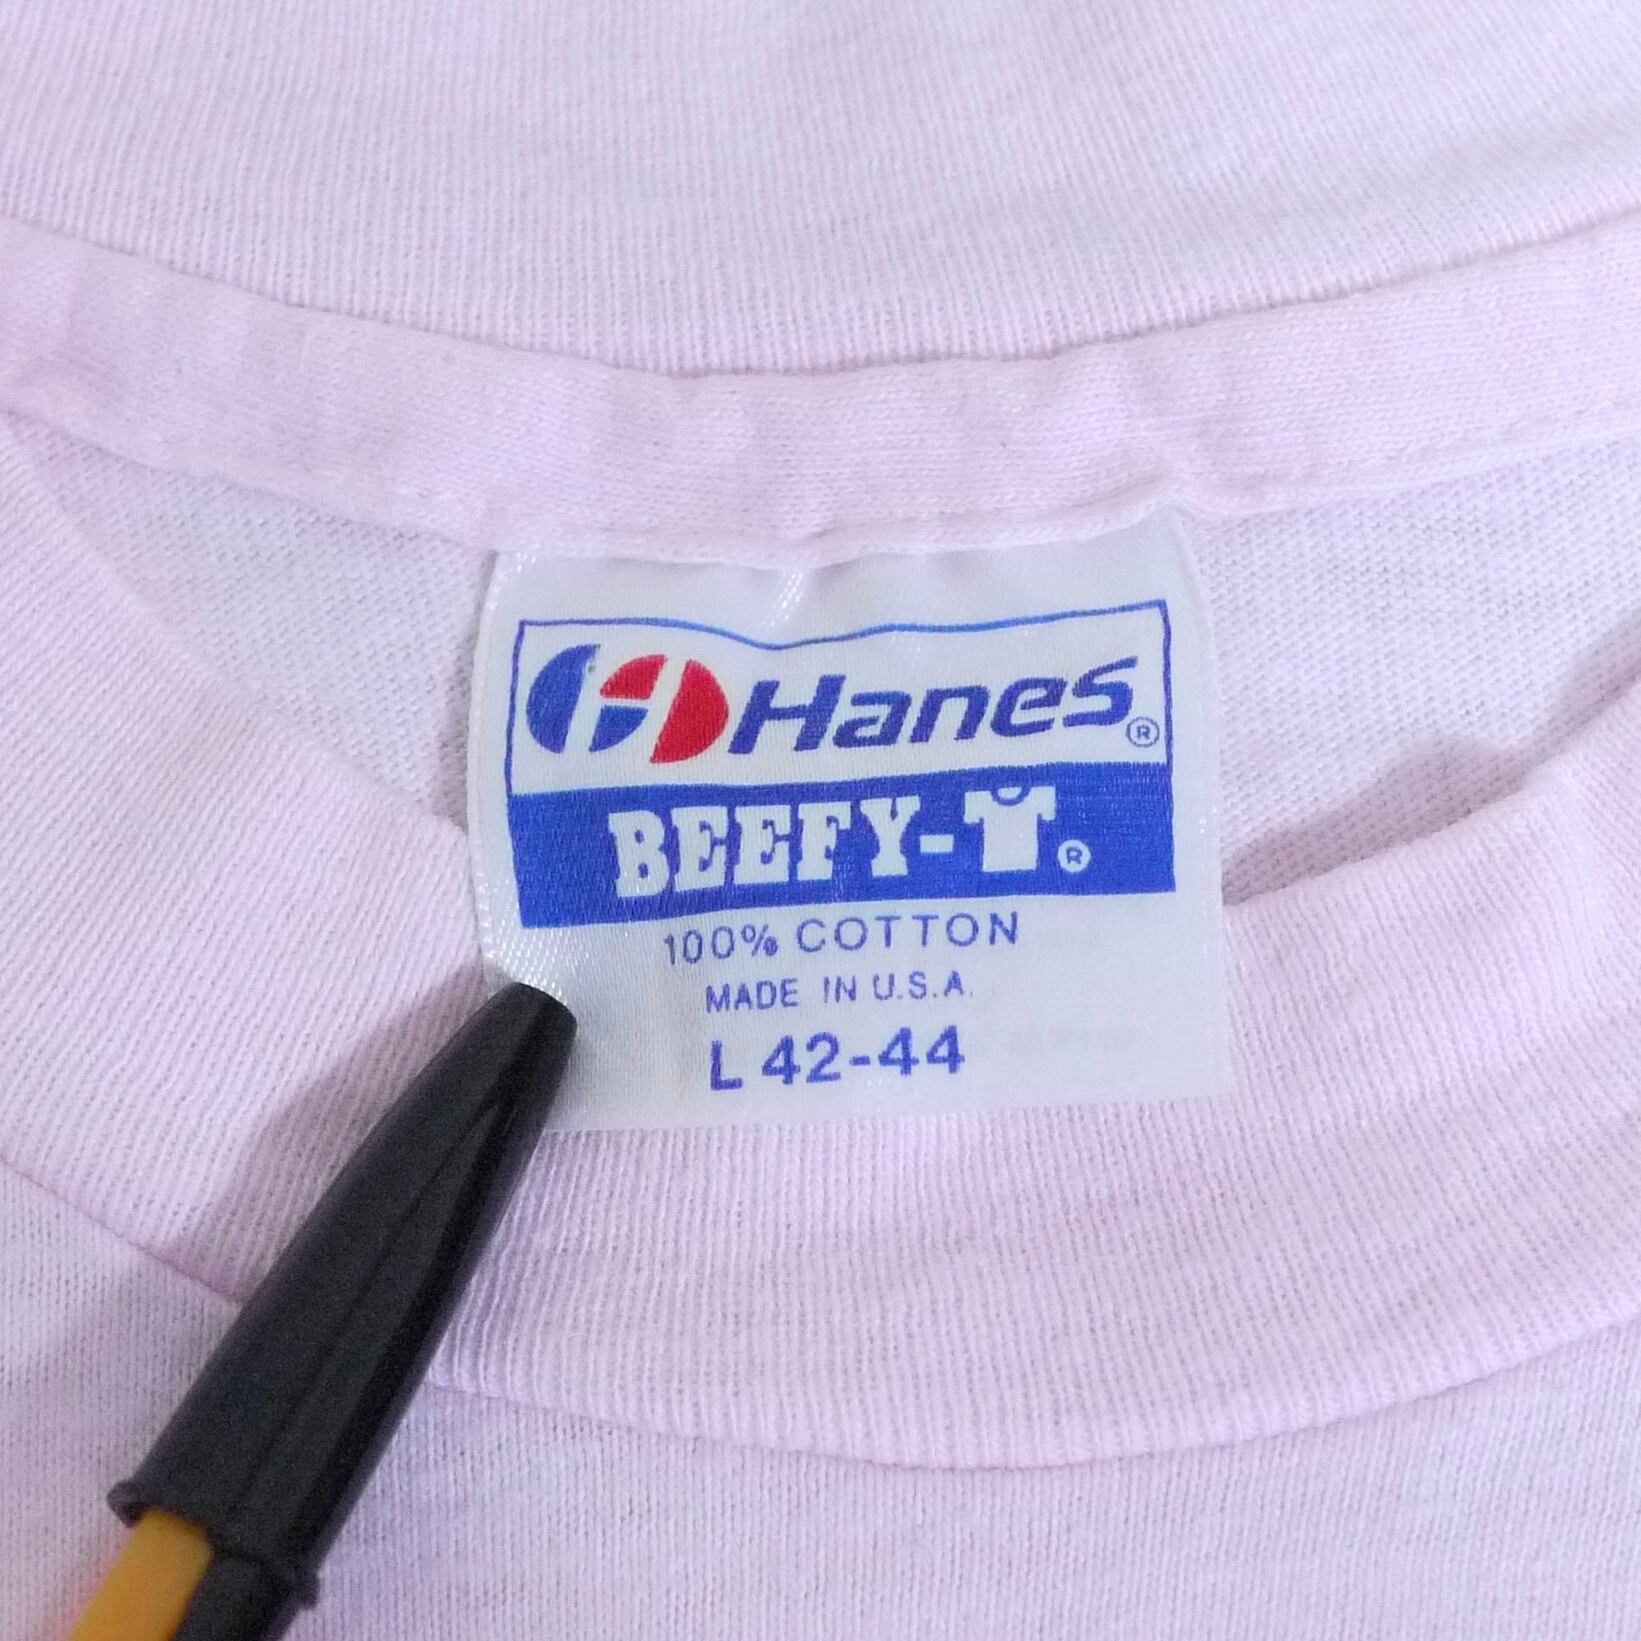 Hanes®
BEEFY-T®
100% COTTON
MADE IN U.S.A.
L 42-44